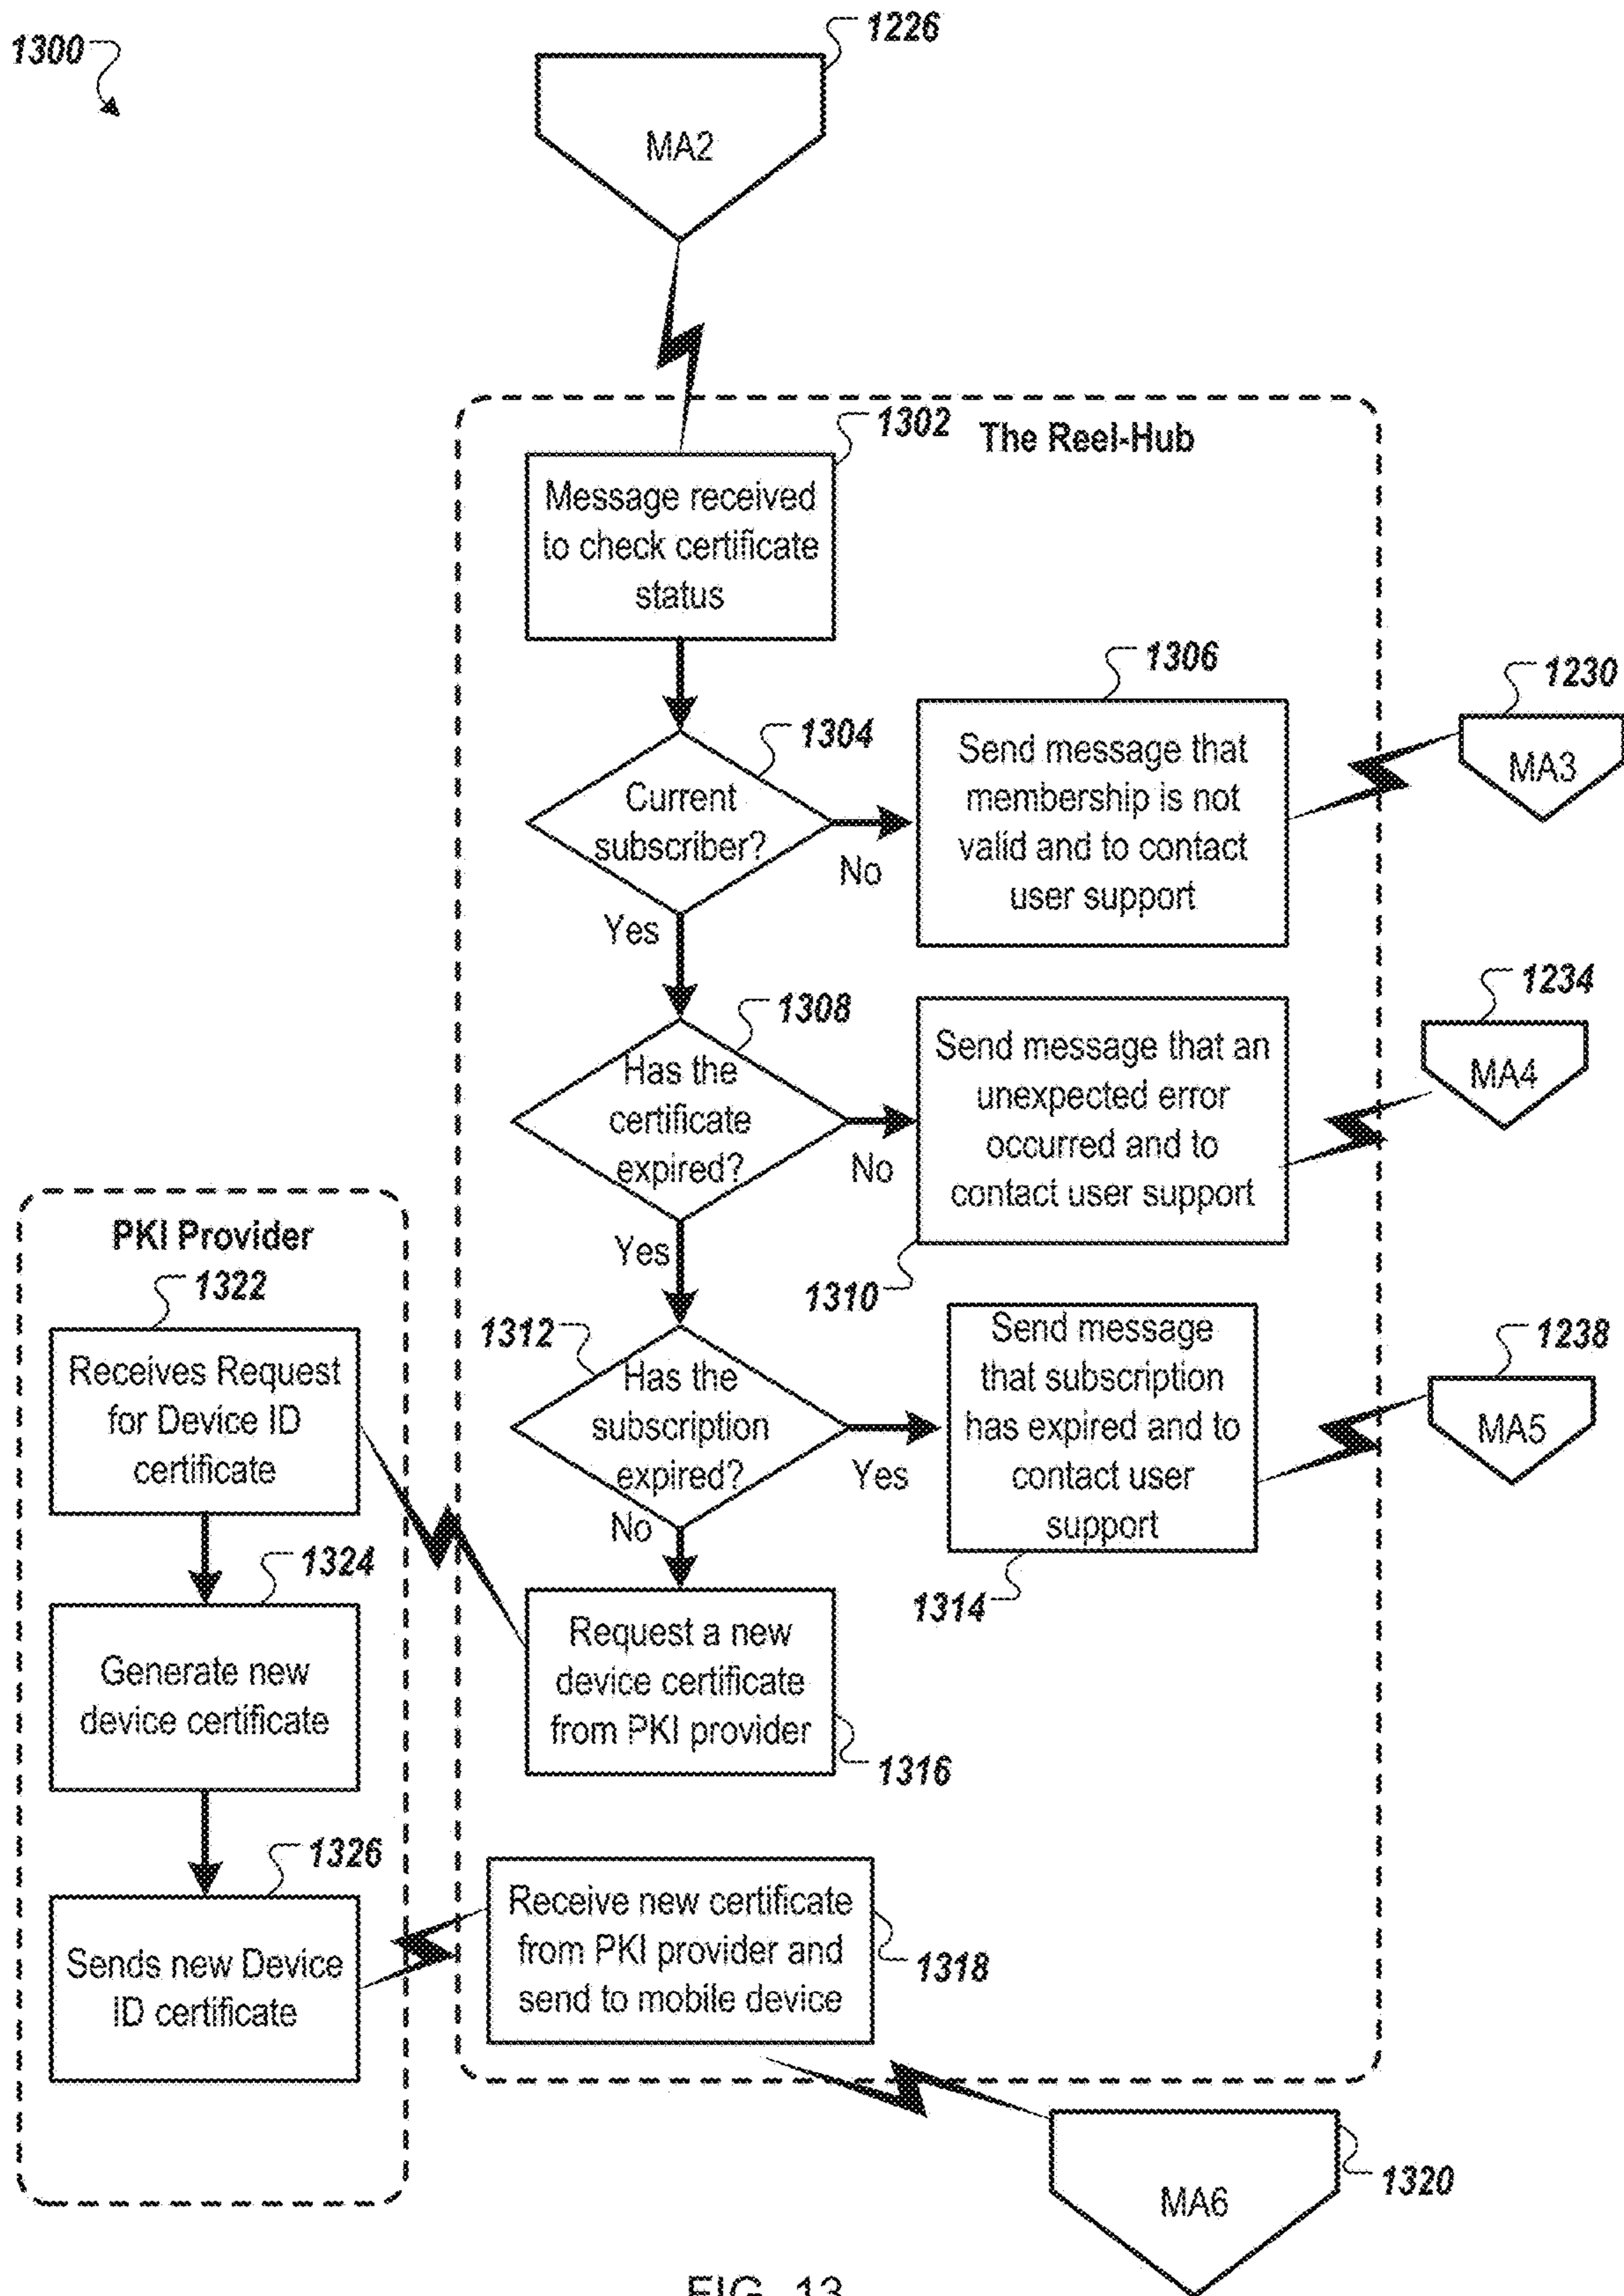 1300
1226
MA2
The Reel-Hub
1302
Message received
to check certificate
status
1304
Current
subscriber?
No
Yes
1306
Send message that
membership is not
valid and to contact
user support
1230
MA3
1308
Has the
certificate
expired?
No
Yes
Send message that an
unexpected error
occurred and to
contact user support
1310
1234
MA4
1312
Has the
subscription
expired?
Yes
No
Send message
that subscription
has expired and to
contact user
support
1314
1238
MA5
Request a new
device certificate
from PKI provider
1316
PKI Provider
1322
Receives Request
for Device ID
certificate
1324
Generate new
device certificate
1326
Sends new Device
ID certificate
Receive new certificate
from PKI provider and
send to mobile device
1318
MA6
1320
FIG. 13